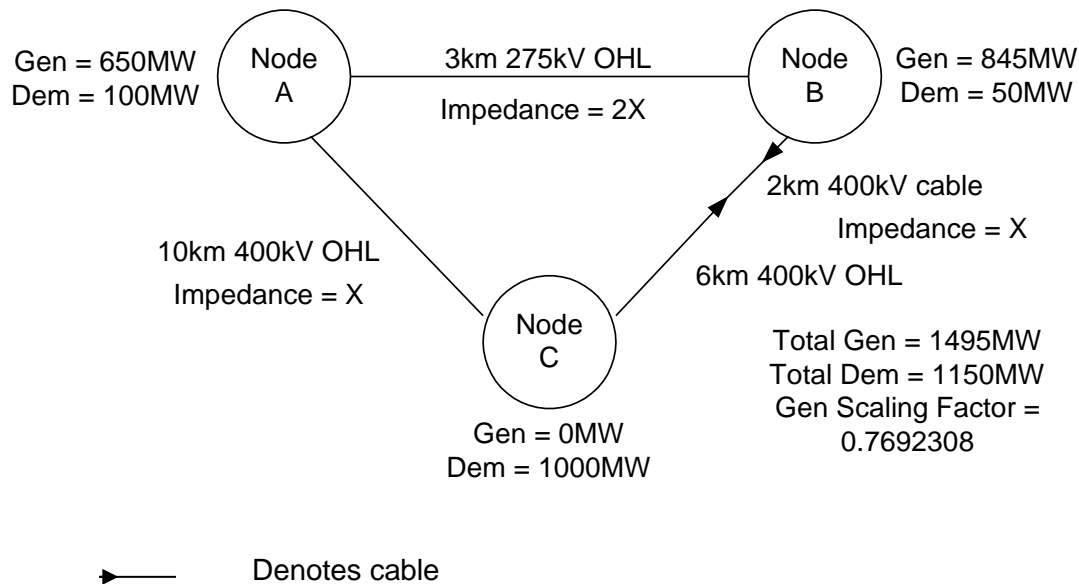 Gen = 650MW
Dem = 100MW
Node
A
3km 275kV OHL
Impedance = 2X
Node
B
Gen = 845MW
Dem = 50MW
2km 400kV cable
Impedance = X
10km 400kV OHL
Impedance = X
6km 400kV OHL
Node
C
Gen = 0MW
Dem = 1000MW
Total Gen = 1495MW
Total Dem = 1150MW
Gen Scaling Factor =
0.7692308
Denotes cable